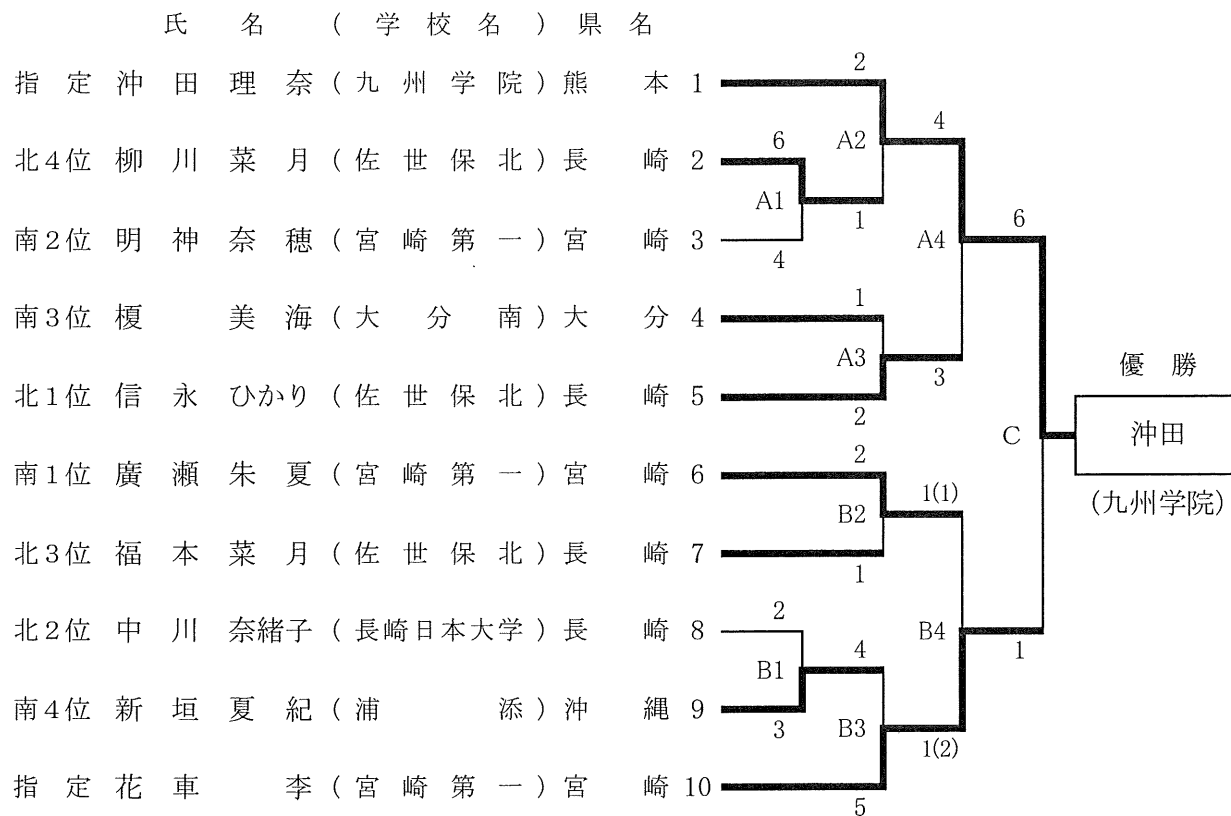 氏名（学校名）県名
指定 沖田理奈（九州学院）熊本 1
北4位 柳川菜月（佐世保北）長崎 2
南2位 明神奈穂（宮崎第一）宮崎 3
南3位 榎美海（大分南）大分 4
北1位 信永ひかり（佐世保北）長崎 5
南1位 廣瀬朱夏（宮崎第一）宮崎 6
北3位 福本菜月（佐世保北）長崎 7
北2位 中川奈緒子（長崎日本大学）長崎 8
南4位 新垣夏紀（浦添）沖縄 9
指定 花車李（宮崎第一）宮崎 10
6
A1
4
2
B1
3
2
A2
1
1
A3
2
2
B2
1
4
B3
5
4
A4
3
1(1)
B4
1(2)
6
C
1
優勝
沖田
(九州学院)